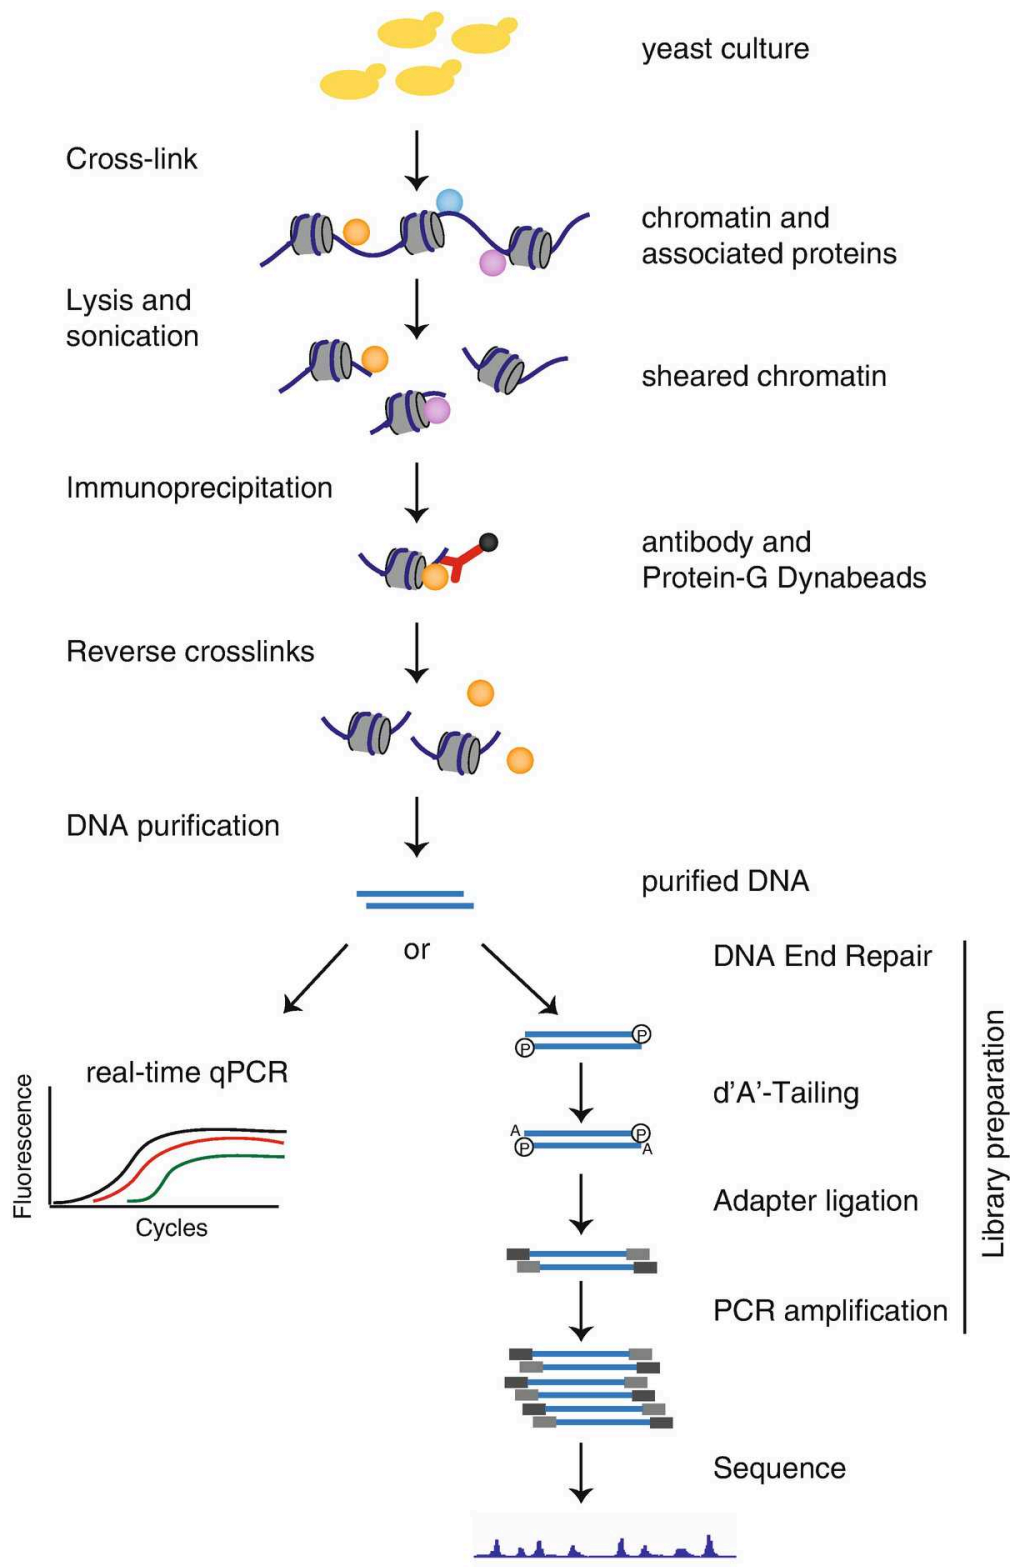 yeast culture
Cross-link
chromatin and
associated proteins
Lysis and
sonication
sheared chromatin
Immunoprecipitation
antibody and
Protein-G Dynabeads
Reverse crosslinks
DNA purification
purified DNA
or
DNA End Repair
P
P
real-time qPCR
Fluorescence
Cycles
d'A'-Tailing
A
P
P
A
Adapter ligation
PCR amplification
Library preparation
Sequence